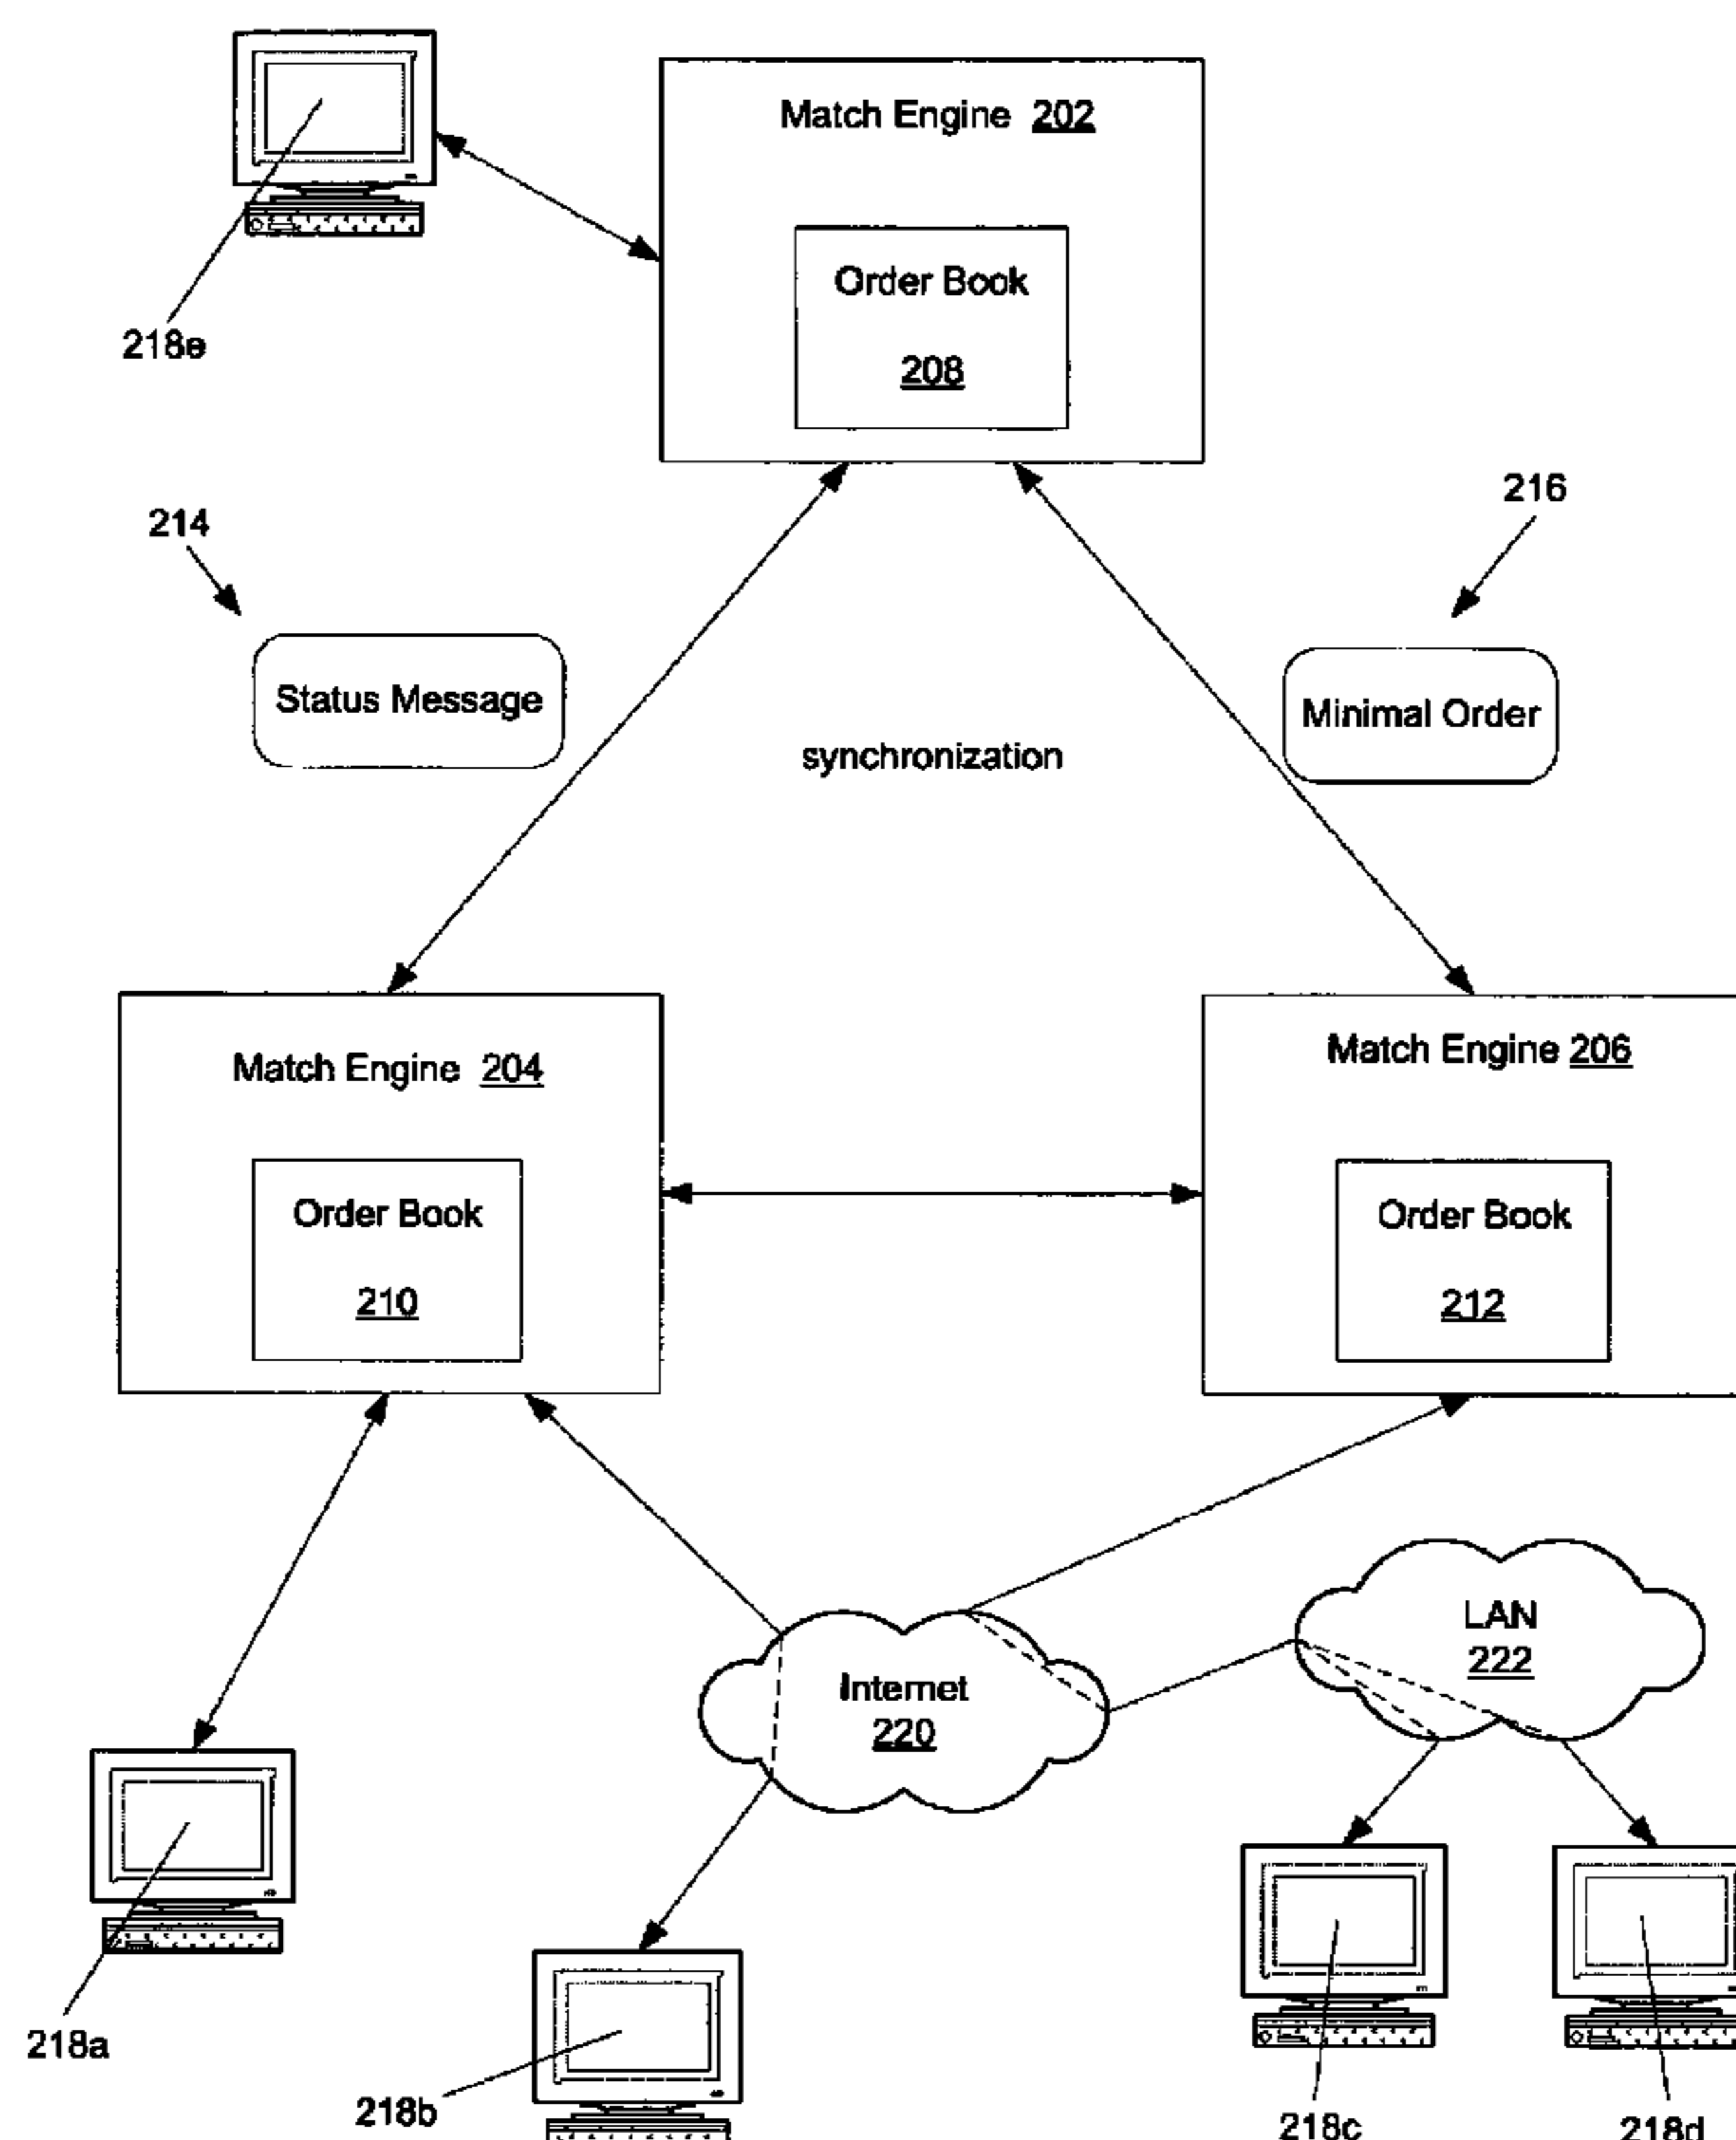 Match Engine 202
Order Book
208
218e
214
216
Status Message
Minimal Order
synchronization
Match Engine 204
Match Engine 206
Order Book
210
Order Book
212
LAN
222
Internet
220
218a
218b
218c
218d